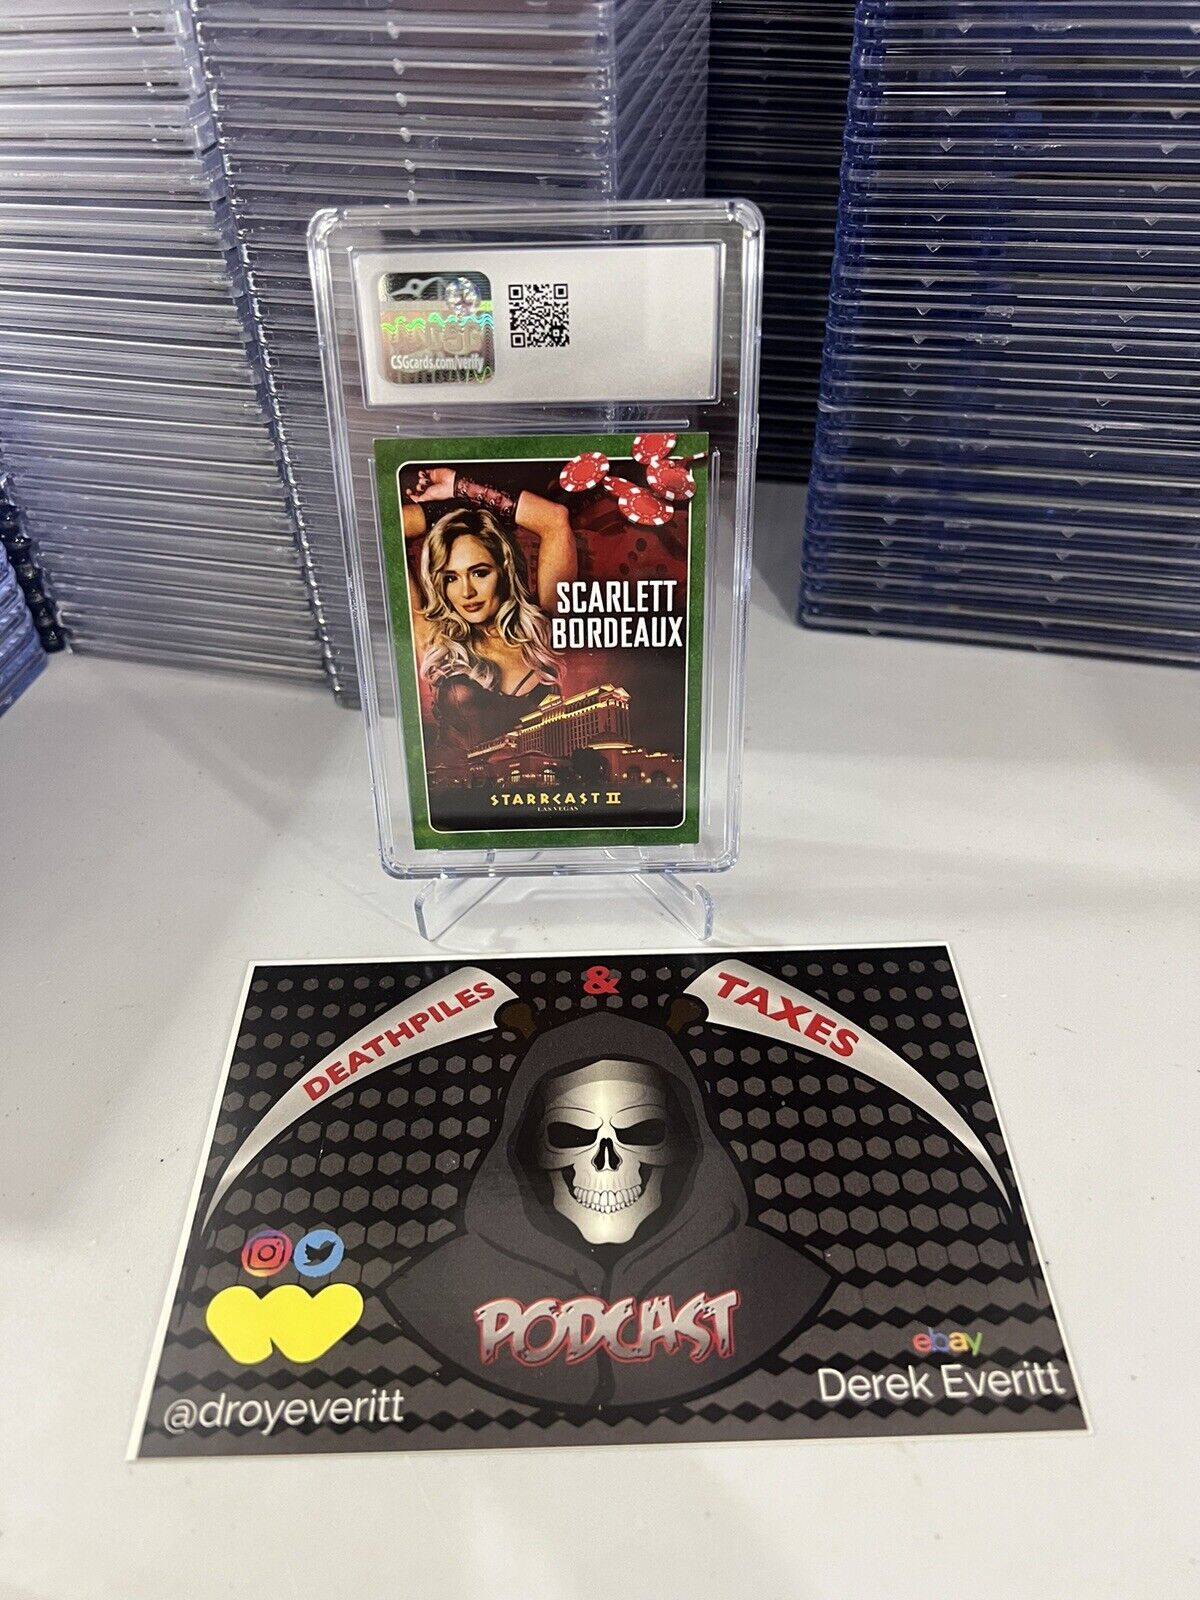 CSGcards.com/verify
SCARLETT
BORDEAUX
STARRCAST II
LAS VEGAS
DEATHPILES & TAXES
PODCAST
ebay
@droyeveritt
Derek Everitt